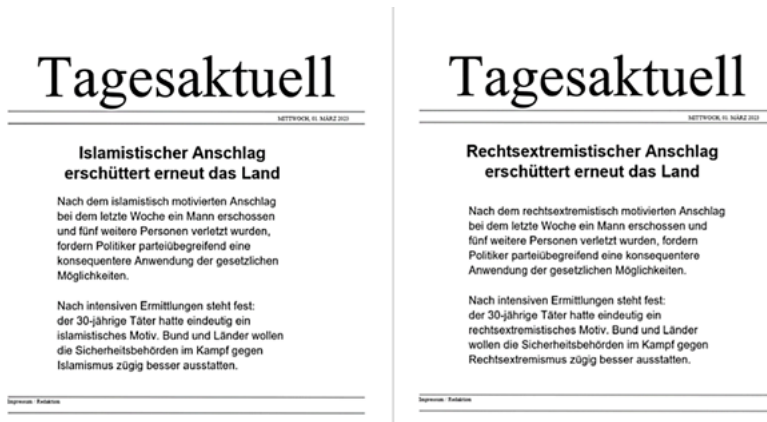 Tagesaktuell
MITTWOCH, 01. MÄRZ 2023
Islamistischer Anschlag
erschüttert erneut das Land
Nach dem islamistisch motivierten Anschlag
bei dem letzte Woche ein Mann erschossen
und fünf weitere Personen verletzt wurden,
fordern Politiker parteiübegreifend eine
konsequentere Anwendung der gesetzlichen
Möglichkeiten.
Nach intensiven Ermittlungen steht fest:
der 30-jährige Täter hatte eindeutig ein
islamistisches Motiv. Bund und Länder wollen
die Sicherheitsbehörden im Kampf gegen
Islamismus zügig besser ausstatten.
Impressum / Redaktion
Tagesaktuell
MITTWOCH, 01. MÄRZ 2023
Rechtsextremistischer Anschlag
erschüttert erneut das Land
Nach dem rechtsextremistisch motivierten Anschlag
bei dem letzte Woche ein Mann erschossen und
fünf weitere Personen verletzt wurden, fordern
Politiker parteiübegreifend eine konsequentere
Anwendung der gesetzlichen Möglichkeiten.
Nach intensiven Ermittlungen steht fest:
der 30-jährige Täter hatte eindeutig ein
rechtsextremistisches Motiv. Bund und Länder
wollen die Sicherheitsbehörden im Kampf gegen
Rechtsextremismus zügig besser ausstatten.
Impressum / Redaktion